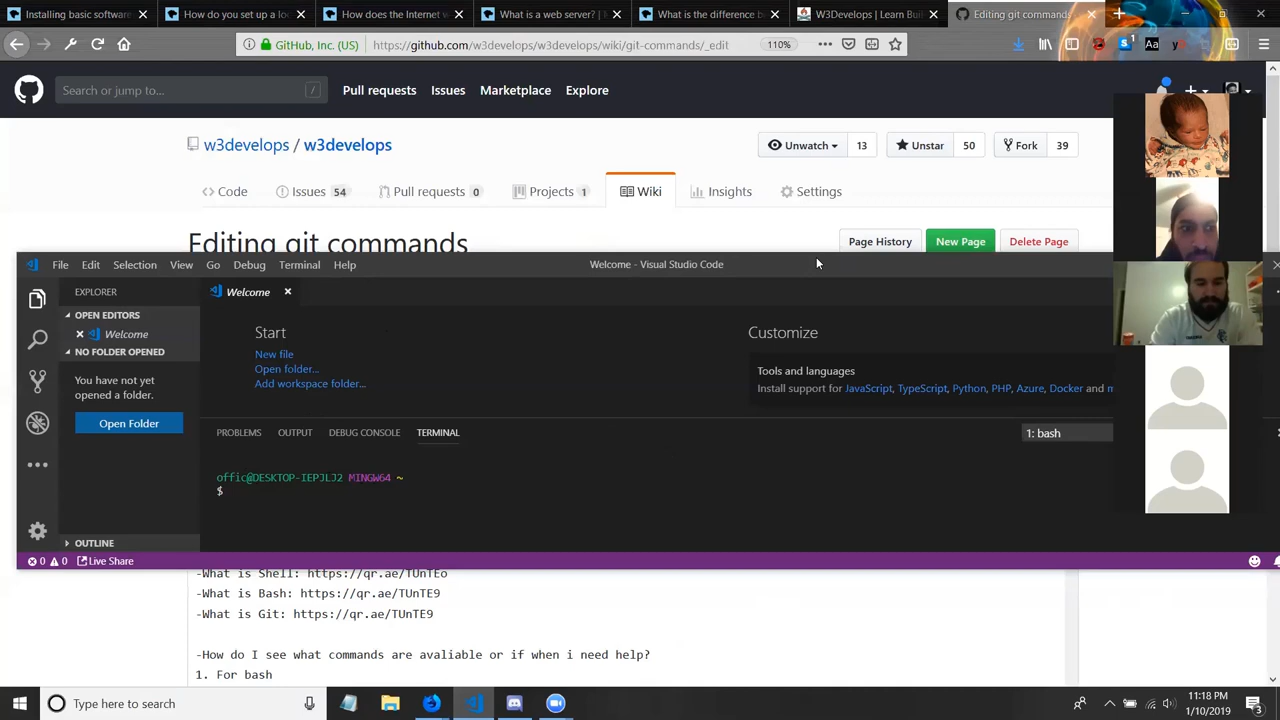 Installing basic software
How do you set up a lo
How does the Internet w
What is a web server? | l
What is the difference b
W3Develops | Learn Bui
Editing git commands
GitHub, Inc. (US)
https://github.com/w3develops/w3develops/wiki/git-commands/_edit
110%
Search or jump to...
/
Pull requests
Issues
Marketplace
Explore
w3develops / w3develops
Unwatch
13
Unstar
50
Fork
39
Code
Issues 54
Pull requests 0
Projects 1
Wiki
Insights
Settings
Editing git commands
Page History
New Page
Delete Page
File
Edit
Selection
View
Go
Debug
Terminal
Help
Welcome - Visual Studio Code
EXPLORER
OPEN EDITORS
Welcome
NO FOLDER OPENED
You have not yet
opened a folder.
Open Folder
OUTLINE
Welcome
Start
New file
Open folder...
Add workspace folder...
Customize
Tools and languages
Install support for JavaScript, TypeScript, Python, PHP, Azure, Docker and m
PROBLEMS
OUTPUT
DEBUG CONSOLE
TERMINAL
1: bash
offic@DESKTOP-IEPJLJ2 MINGW64 ~
$
0 0 Live Share
-What is Shell: https://qr.ae/TUnTEo
-What is Bash: https://qr.ae/TUnTE9
-What is Git: https://qr.ae/TUnTE9
-How do I see what commands are avaliable or if when i need help?
1. For bash
Type here to search
11:18 PM
1/10/2019
3